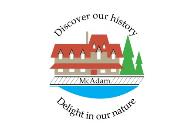 Discover our history
McAdam
Delight in our nature